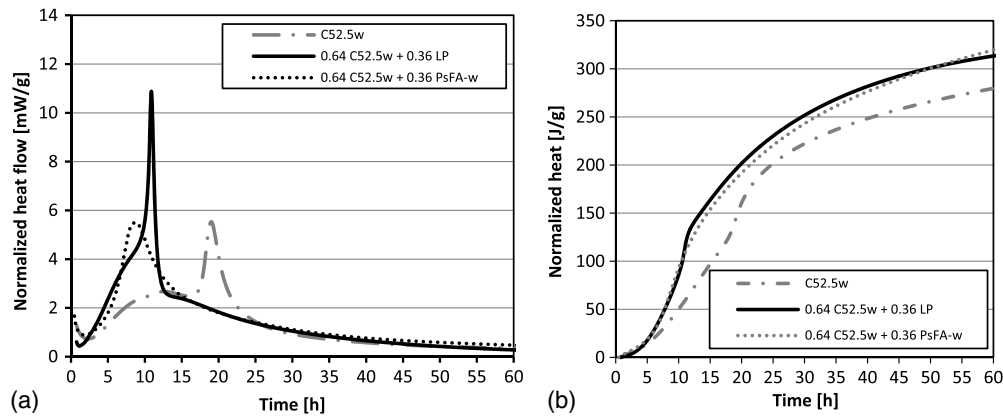 14
12
10
8
6
4
2
0
Normalized heat flow [mW/g]
C52.5w
0.64 C52.5w + 0.36 LP
0.64 C52.5w + 0.36 PsFA-w
0 5 10 15 20 25 30 35 40 45 50 55 60
Time [h]
(a)
350
300
250
200
150
100
50
0
Normalized heat [J/g]
C52.5w
0.64 C52.5w + 0.36 LP
0.64 C52.5w + 0.36 PsFA-w
0 5 10 15 20 25 30 35 40 45 50 55 60
Time [h]
(b)